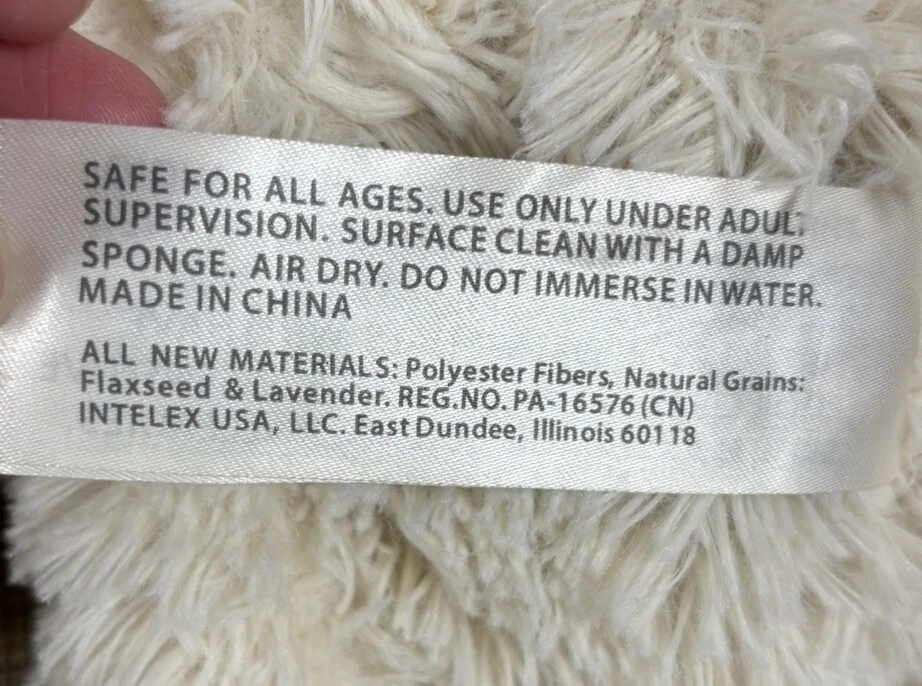 SAFE FOR ALL AGES. USE ONLY UNDER ADULT
SUPERVISION. SURFACE CLEAN WITH A DAMP
SPONGE. AIR DRY. DO NOT IMMERSE IN WATER.
MADE IN CHINA
ALL NEW MATERIALS: Polyester Fibers, Natural Grains:
Flaxseed & Lavender. REG.NO. PA-16576 (CN)
INTELEX USA, LLC. East Dundee, Illinois 60118